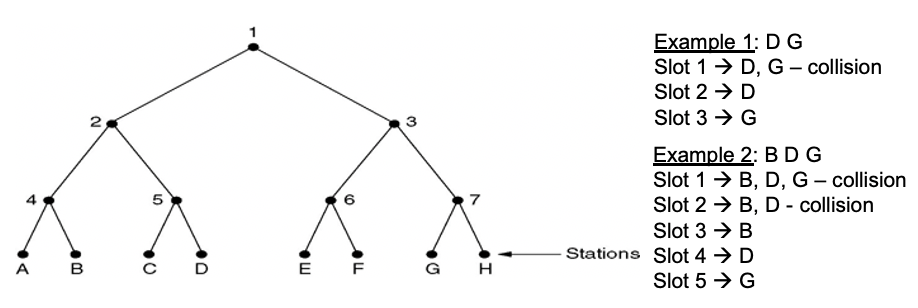 1
2
3
4
5
6
7
A B C D E F G H
Stations
Example 1: D G
Slot 1 → D, G – collision
Slot 2 → D
Slot 3 → G
Example 2: B D G
Slot 1 → B, D, G – collision
Slot 2 → B, D - collision
Slot 3 → B
Slot 4 → D
Slot 5 → G